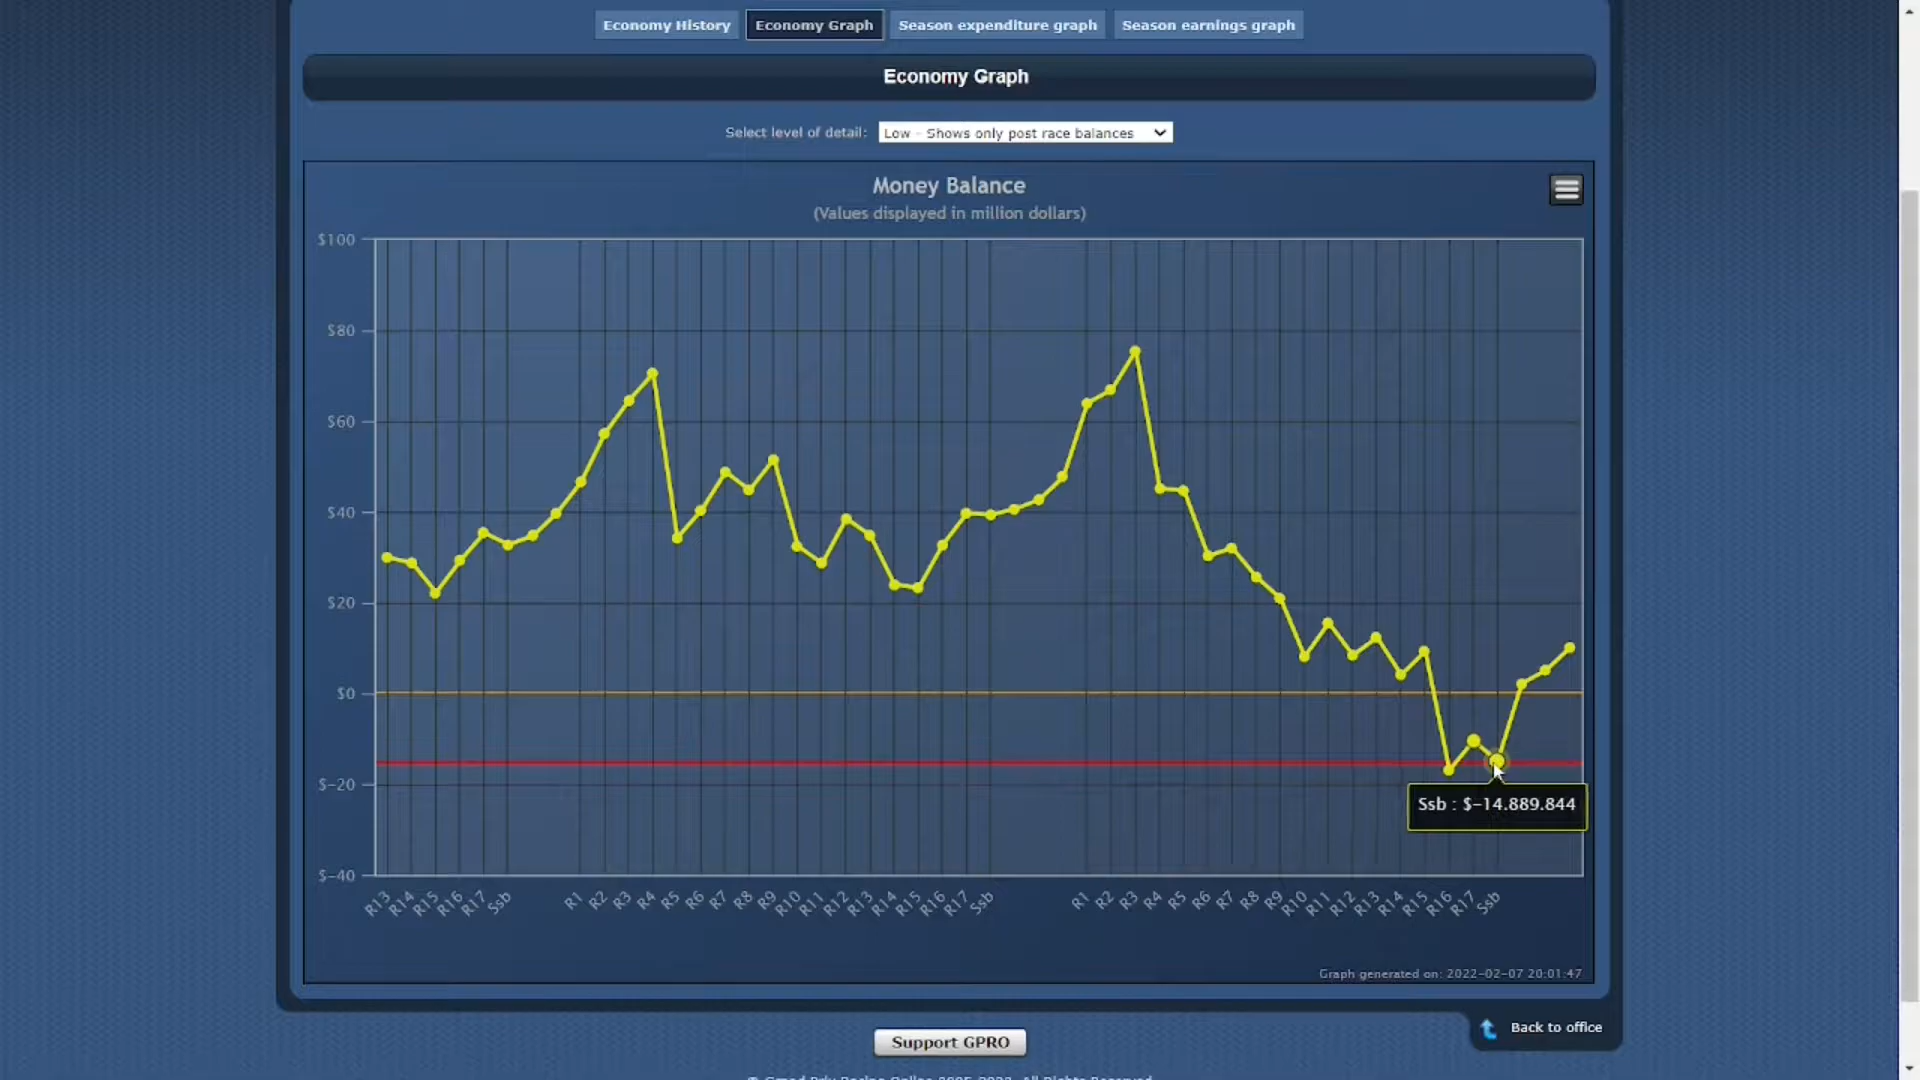 Economy History Economy Graph Season expenditure graph Season earnings graph
Economy Graph
Select level of detail: Low - Shows only post race balances
Money Balance
(Values displayed in million dollars)
$100
$80
$60
$40
$20
$0
$-20
$-40
Ssb : $-14.889.844
R13 R14 R15 R16 R17 Ssb R1 R2 R3 R4 R5 R6 R7 R8 R9 R10 R11 R12 R13 R14 R15 R16 R17 Ssb R1 R2 R3 R4 R5 R6 R7 R8 R9 R10 R11 R12 R13 R14 R15 R16 R17 Ssb
Graph generated on: 2022-02-07 20:01:47
Back to office
Support GPRO